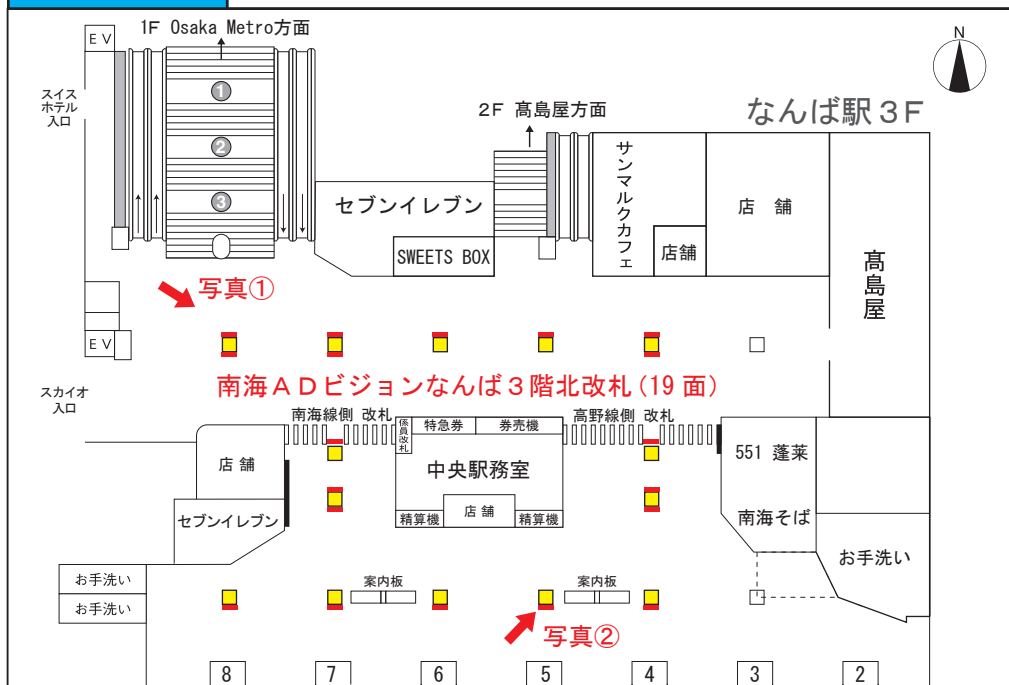 EV
1F Osaka Metro方面
N
スイス
ホテル
入口
①
②
③
2F 髙島屋方面
なんば駅3F
セブンイレブン
SWEETS BOX
サンマルクカフェ
店舗
店 舗
髙島屋
写真①
EV
南海ADビジョンなんば3階北改札(19面)
スカイオ
入口
南海線側 改札
係員改札
特急券
券売機
高野線側 改札
店 舗
中央駅務室
551 蓬莱
セブンイレブン
精算機
店 舗
精算機
南海そば
お手洗い
お手洗い
お手洗い
案内板
案内板
写真②
8
7
6
5
4
3
2